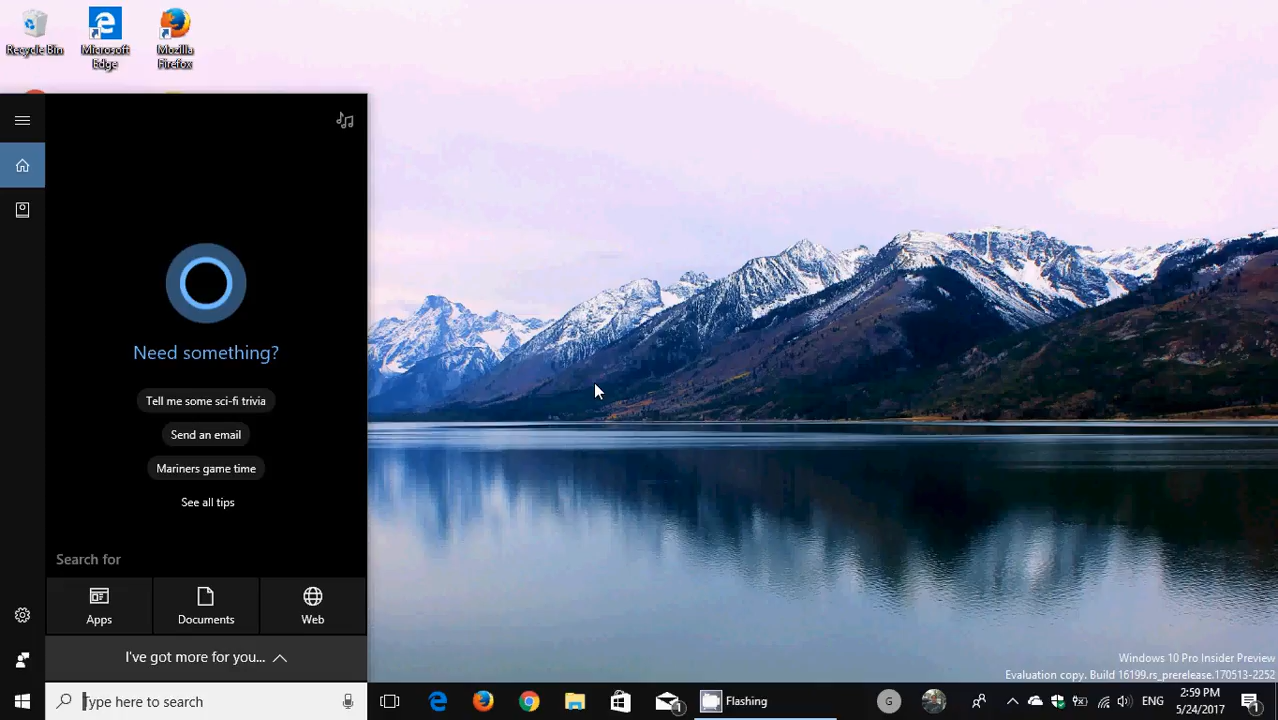 Recycle Bin
Microsoft
Edge
Mozilla
Firefox
Need something?
Tell me some sci-fi trivia
Send an email
Mariners game time
See all tips
Search for
Apps
Documents
Web
I've got more for you...
Type here to search
1
Flashing
G
Windows 10 Pro Insider Preview
Evaluation copy. Build 16199.rs_prerelease.170513-2252
ENG
2:59 PM
5/24/2017
1